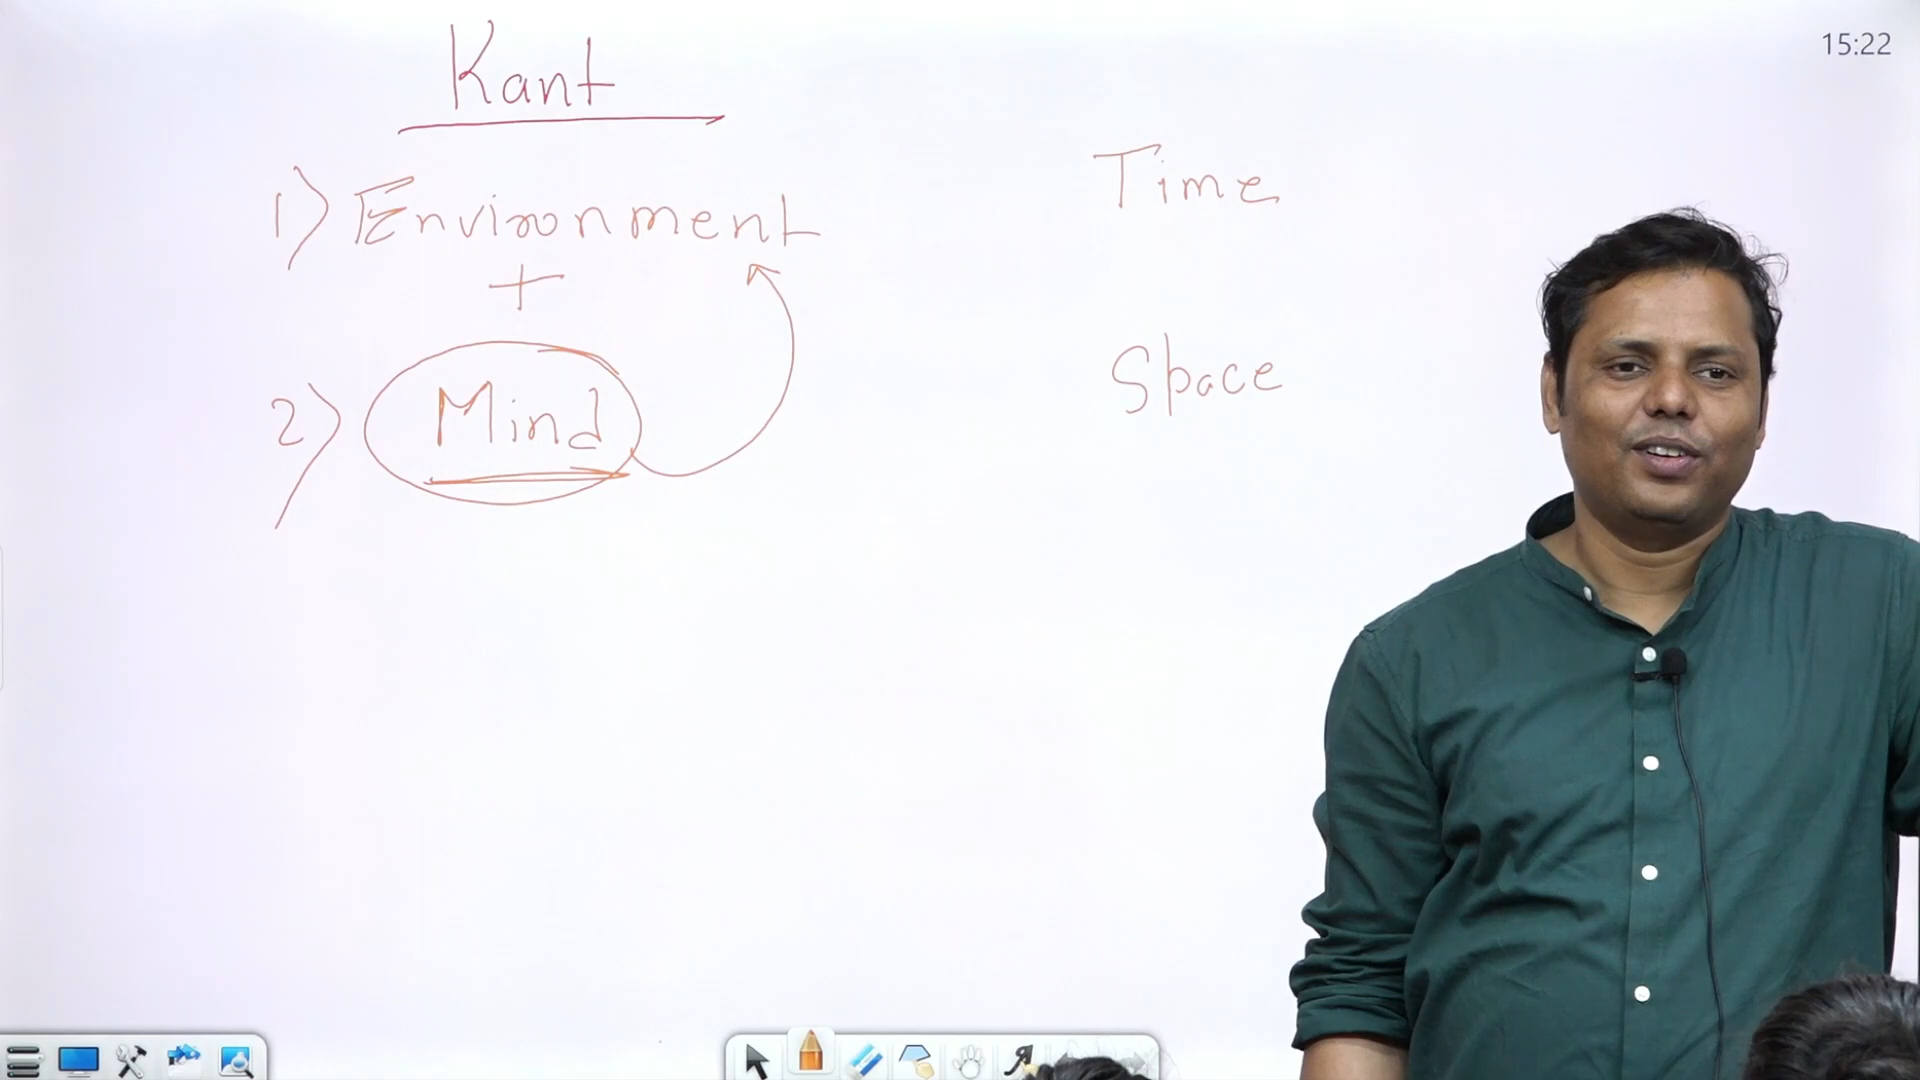 Kant
1) Environment
+
2) Mind
Time
Space
15:22